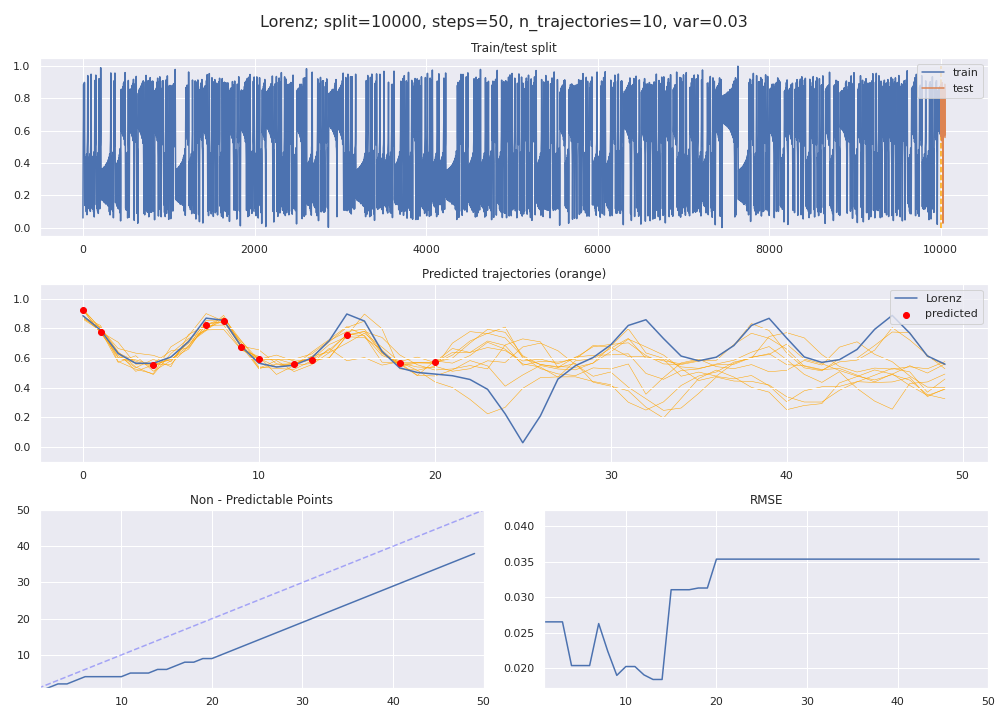 Lorenz; split=10000, steps=50, n_trajectories=10, var=0.03
Train/test split
1.0
0.8
0.6
0.4
0.2
0.0
train
test
0 2000 4000 6000 8000 10000
Predicted trajectories (orange)
1.0
0.8
0.6
0.4
0.2
0.0
Lorenz
predicted
0 10 20 30 40 50
Non - Predictable Points
50
40
30
20
10
10 20 30 40 50
RMSE
0.040
0.035
0.030
0.025
0.020
10 20 30 40 50